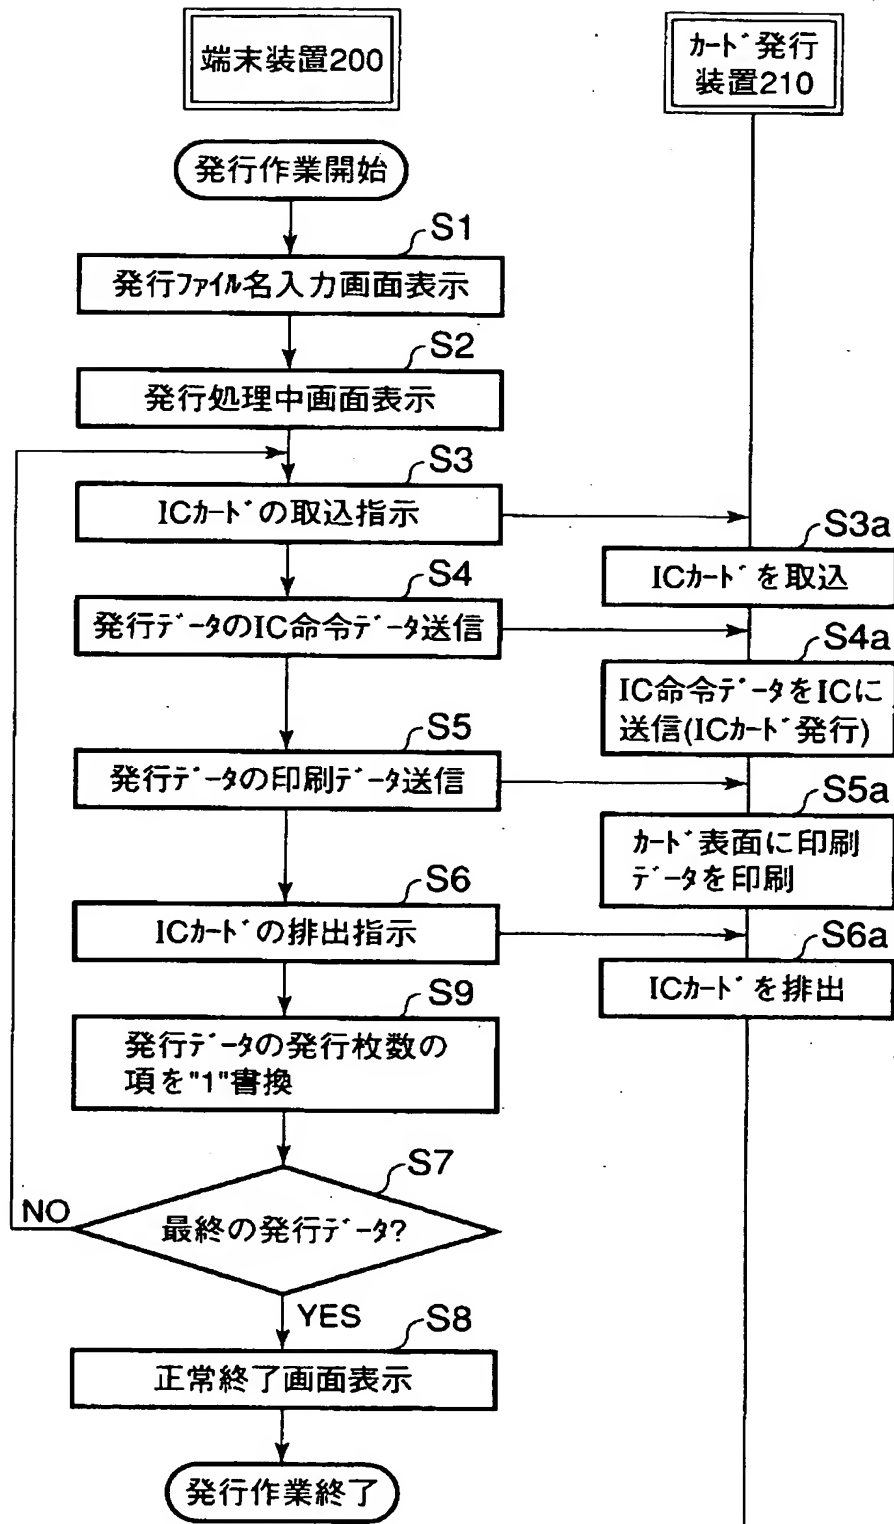 端末装置200
カード発行
装置210
発行作業開始
S1
発行ファイル名入力画面表示
S2
発行処理中画面表示
S3
ICカードの取込指示
S3a
ICカードを取込
S4
発行データのIC命令データ送信
S4a
IC命令データをICに
送信(ICカード発行)
S5
発行データの印刷データ送信
S5a
カード表面に印刷
データを印刷
S6
ICカードの排出指示
S6a
ICカードを排出
S9
発行データの発行枚数の
項を"1"書換
S7
NO
最終の発行データ?
YES
S8
正常終了画面表示
発行作業終了